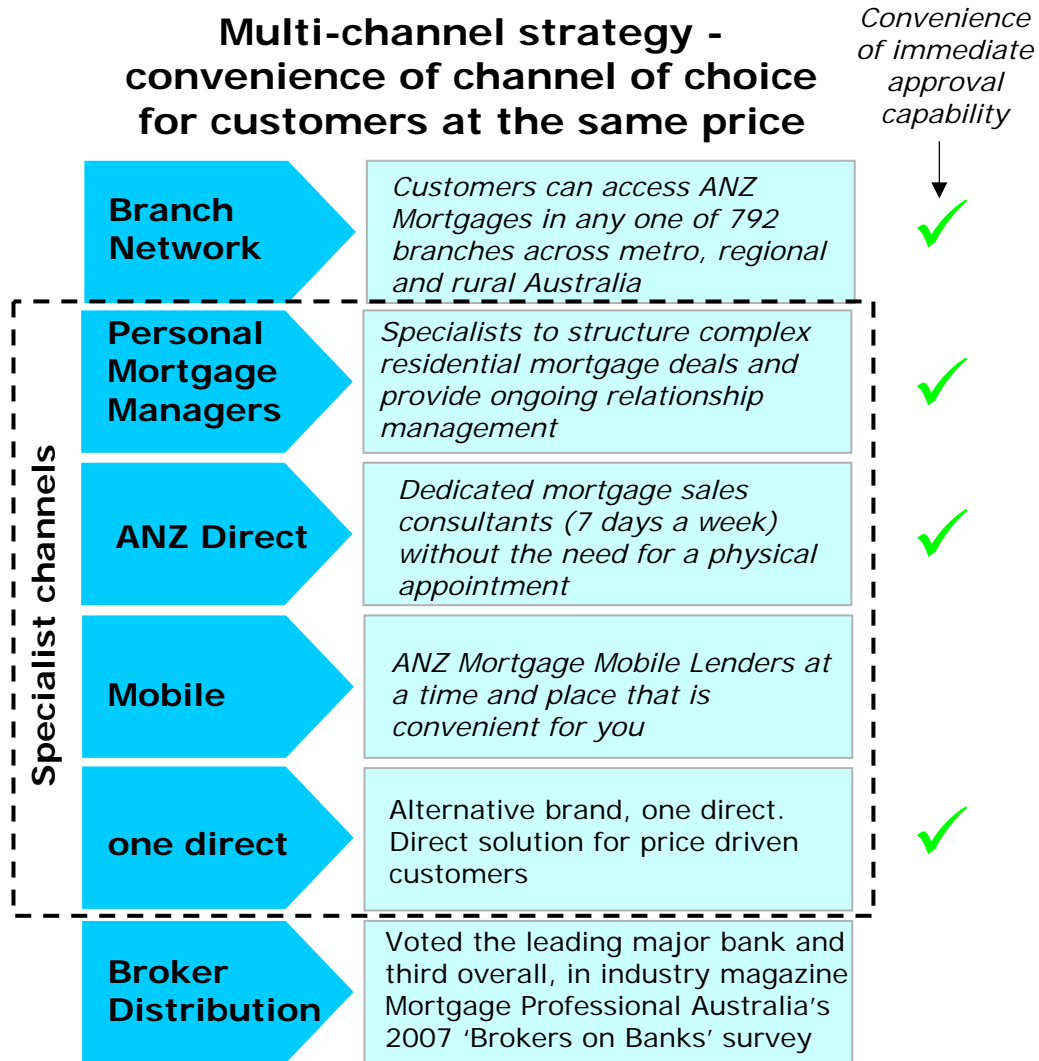 Multi-channel strategy -
convenience of channel of choice
for customers at the same price
Convenience
of immediate
approval
capability
Branch
Network
Customers can access ANZ
Mortgages in any one of 792
branches across metro, regional
and rural Australia
Specialist channels
Personal
Mortgage
Managers
Specialists to structure complex
residential mortgage deals and
provide ongoing relationship
management
ANZ Direct
Dedicated mortgage sales
consultants (7 days a week)
without the need for a physical
appointment
Mobile
ANZ Mortgage Mobile Lenders at
a time and place that is
convenient for you
one direct
Alternative brand, one direct.
Direct solution for price driven
customers
Broker
Distribution
Voted the leading major bank and
third overall, in industry magazine
Mortgage Professional Australia’s
2007 ‘Brokers on Banks’ survey